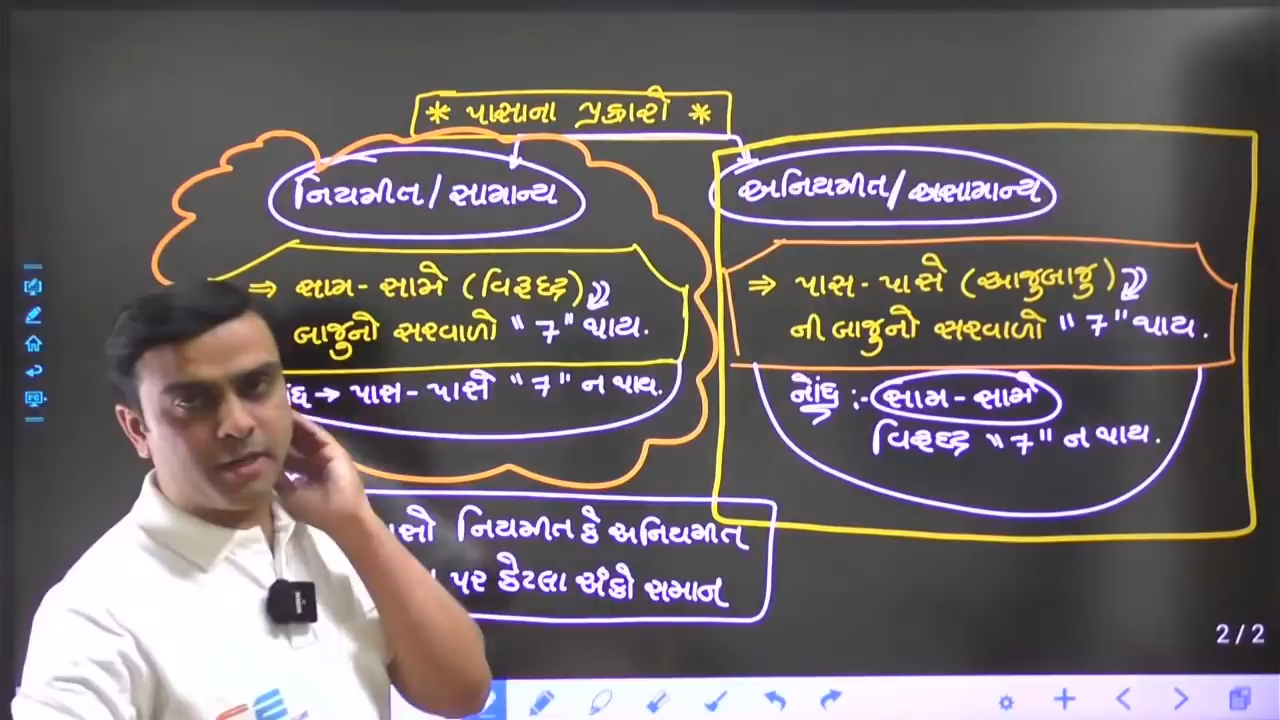 * પાસાના પ્રકારો *
નિયમીત / સામાન્ય
⇒ સામ - સામે (વિરૂદ્ધ)
બાજુનો સરવાળો "7" થાય.
→ પાસ - પાસે "7" ન થાય.
અનિયમીત / અસામાન્ય
⇒ પાસ - પાસે (આજુબાજુ)
ની બાજુનો સરવાળો "7" થાય.
નોંધ :- સામ - સામે
વિરૂદ્ધ "7" ન થાય.
નિયમીત કે અનિયમીત
પર કેટલા અંકો સમાન
2/2